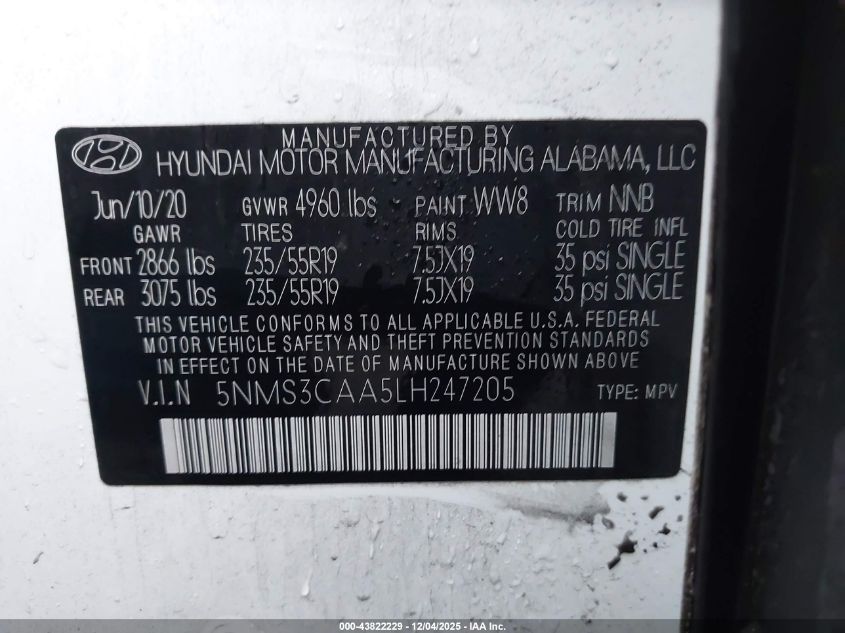 MANUFACTURED BY
HYUNDAI MOTOR MANUFACTURING ALABAMA, LLC
Jun/10/20 GVWR 4960 lbs PAINT WW8 TRIM NNB
GAWR TIRES RIMS COLD TIRE INFL
FRONT 2866 lbs 235/55R19 7.5JX19 35 psi SINGLE
REAR 3075 lbs 235/55R19 7.5JX19 35 psi SINGLE
THIS VEHICLE CONFORMS TO ALL APPLICABLE U.S.A. FEDERAL
MOTOR VEHICLE SAFETY AND THEFT PREVENTION STANDARDS
IN EFFECT ON THE DATE OF MANUFACTURE SHOWN ABOVE
V.I.N 5NMS3CAA5LH247205 TYPE: MPV
000-43822229 - 12/04/2025 - IAA Inc.